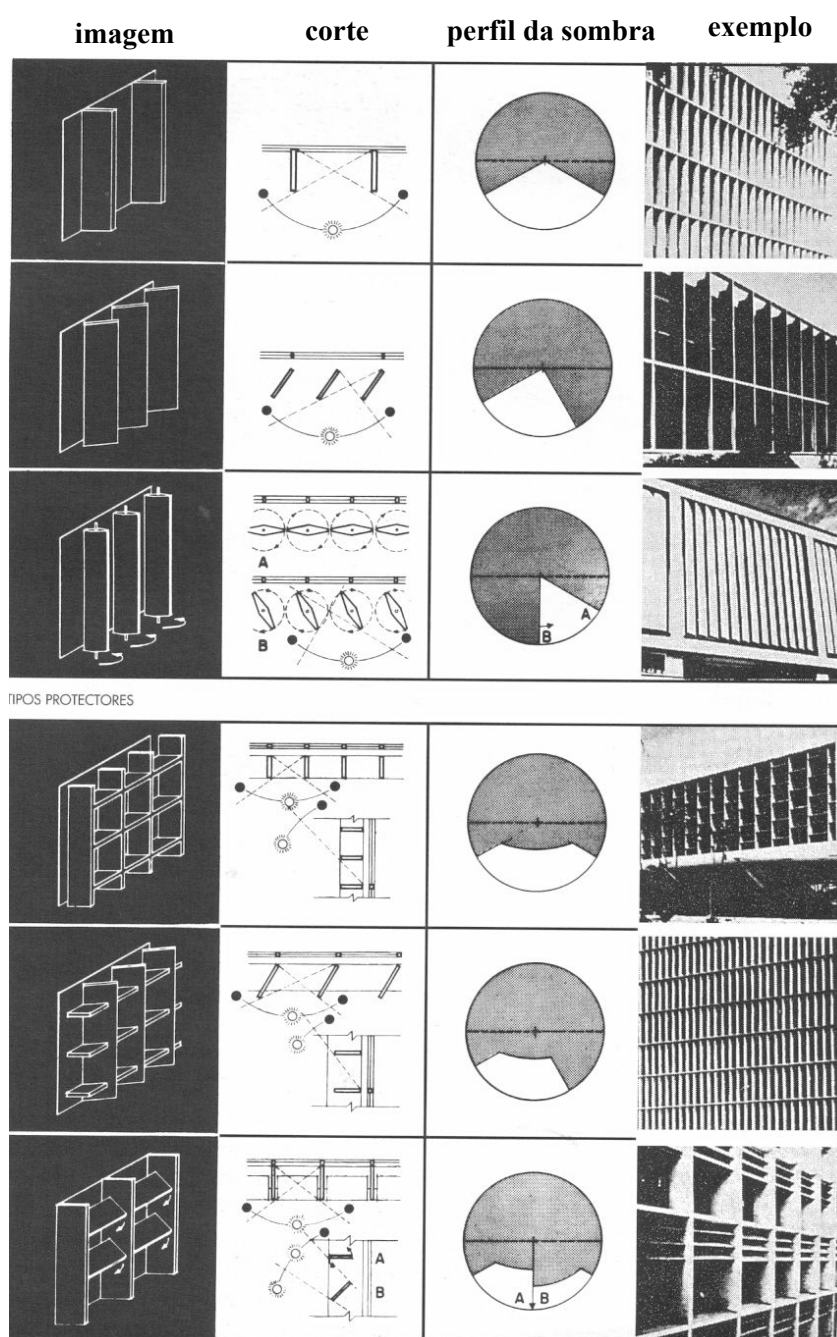 imagem corte perfil da sombra exemplo
A
B
B A
TIPOS PROTECTORES
A
B
A B